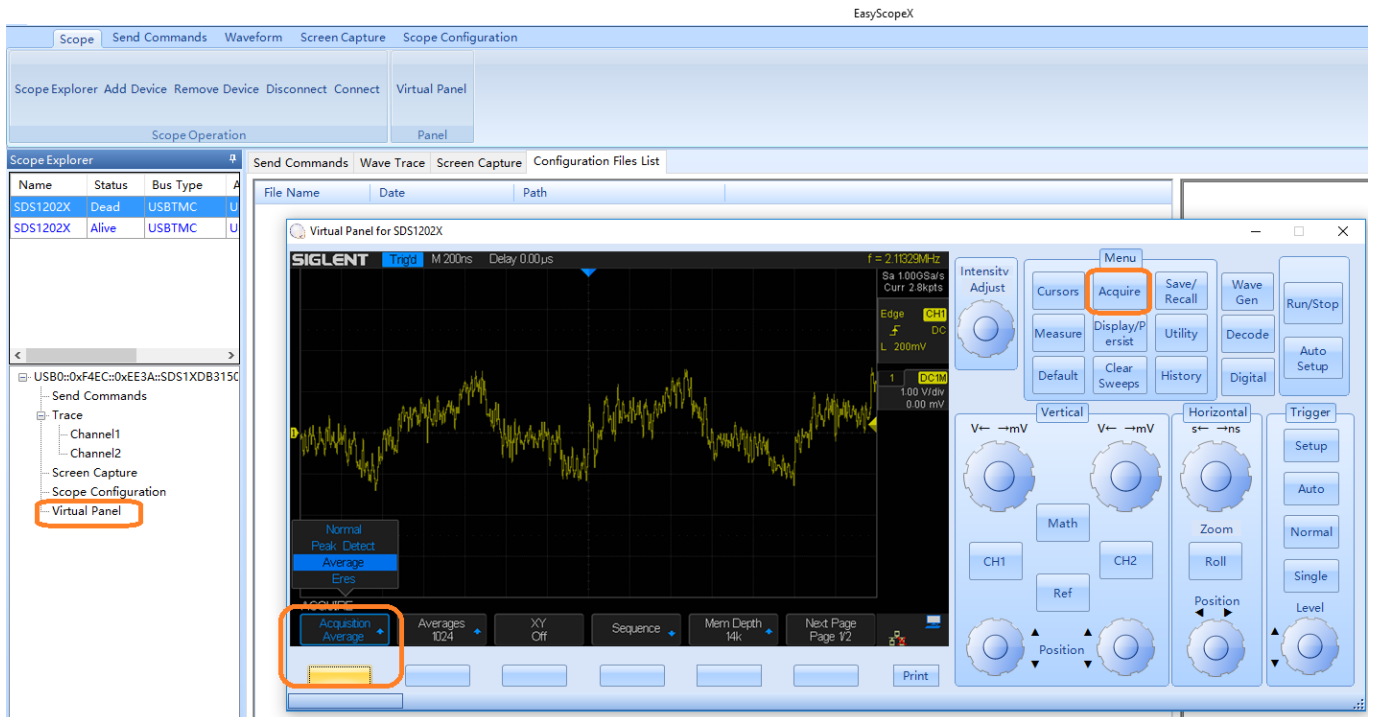 EasyScopeX
Scope Send Commands Waveform Screen Capture Scope Configuration
Scope Explorer Add Device Remove Device Disconnect Connect Virtual Panel
Scope Operation Panel
Scope Explorer
Name Status Bus Type A
SDS1202X Dead USBTMC U
SDS1202X Alive USBTMC U
USB0::0xF4EC::0xEE3A::SDS1XDB3150
Send Commands
Trace
Channel1
Channel2
Screen Capture
Scope Configuration
Virtual Panel
Send Commands Wave Trace Screen Capture Configuration Files List
File Name Date Path
Virtual Panel for SDS1202X
SIGLENT Trig'd M 200ns Delay 0.00µs f = 2.11329MHz
Sa 1.00GSa/s
Curr 2.8kpts
Edge CH1
DC
L 200mV
1 DC1M
1.00 V/div
0.00 mV
1
Normal
Peak Detect
Average
Eres
ACQUIRE
Acquisition
Average
Averages
1024
XY
Off
Sequence
Mem Depth
14k
Next Page
Page 1/2
Print
Intensity
Adjust
Menu
Cursors
Acquire
Save/
Recall
Measure
Display/P
ersist
Utility
Default
Clear
Sweeps
History
Wave
Gen
Decode
Digital
Run/Stop
Auto
Setup
Vertical
V← →mV V← →mV
Math
CH1
CH2
Ref
Position
Horizontal
s← →ns
Zoom
Roll
Position
Trigger
Setup
Auto
Normal
Single
Level